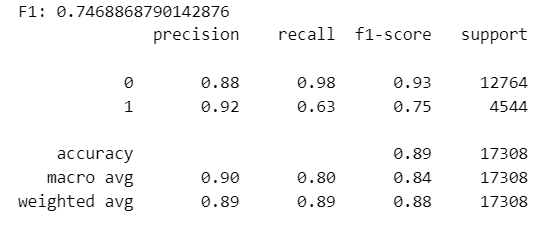 F1: 0.7468868790142876
precision recall f1-score support
0 0.88 0.98 0.93 12764
1 0.92 0.63 0.75 4544
accuracy 0.89 17308
macro avg 0.90 0.80 0.84 17308
weighted avg 0.89 0.89 0.88 17308